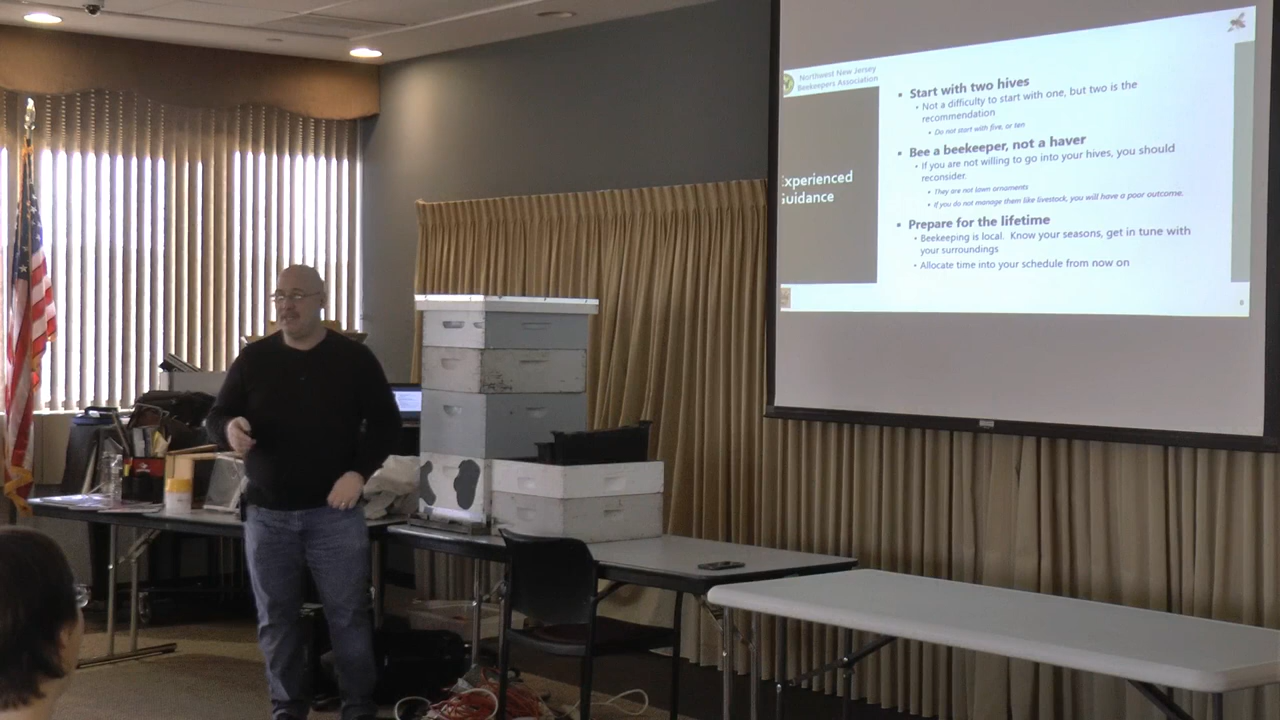 Northwest New Jersey
Beekeepers Association
Experienced
Guidance
Start with two hives
Not a difficulty to start with one, but two is the
recommendation
Do not start with five, or ten
Bee a beekeeper, not a haver
If you are not willing to go into your hives, you should
reconsider.
They are not lawn ornaments
If you do not manage them like livestock, you will have a poor outcome.
Prepare for the lifetime
Beekeeping is local. Know your seasons, get in tune with
your surroundings
Allocate time into your schedule from now on